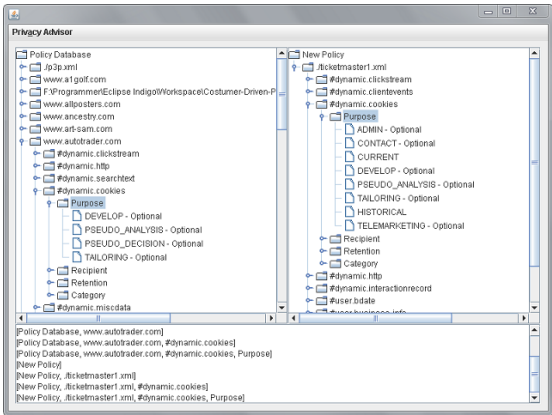 Privacy Advisor
Policy Database
./p3p.xml
www.a1golf.com
F:\Programmer\Eclipse Indigo\Workspace\Costumer-Driven-P
www.allposters.com
www.ancestry.com
www.art-sam.com
www.autotrader.com
#dynamic.clickstream
#dynamic.http
#dynamic.searchtext
#dynamic.cookies
Purpose
DEVELOP - Optional
PSEUDO_ANALYSIS - Optional
PSEUDO_DECISION - Optional
TAILORING - Optional
Recipient
Retention
Category
#dynamic.miscdata
New Policy
./ticketmaster1.xml
#dynamic.clickstream
#dynamic.clientevents
#dynamic.cookies
Purpose
ADMIN - Optional
CONTACT - Optional
CURRENT
DEVELOP - Optional
PSEUDO_ANALYSIS - Optional
TAILORING - Optional
HISTORICAL
TELEMARKETING - Optional
Recipient
Retention
Category
#dynamic.http
#dynamic.interactionrecord
#user.bdate
#user.business-info
[Policy Database, www.autotrader.com]
[Policy Database, www.autotrader.com, #dynamic.cookies]
[Policy Database, www.autotrader.com, #dynamic.cookies, Purpose]
[New Policy]
[New Policy, ./ticketmaster1.xml]
[New Policy, ./ticketmaster1.xml, #dynamic.cookies]
[New Policy, ./ticketmaster1.xml, #dynamic.cookies, Purpose]